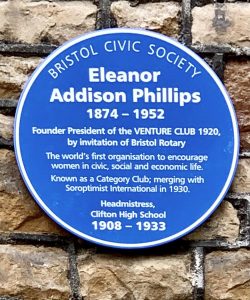 BRISTOL CIVIC SOCIETY
Eleanor
Addison Phillips
1874 – 1952
Founder President of the VENTURE CLUB 1920,
by invitation of Bristol Rotary
The world's first organisation to encourage
women in civic, social and economic life.
Known as a Category Club; merging with
Soroptimist International in 1930.
Headmistress,
Clifton High School
1908 – 1933